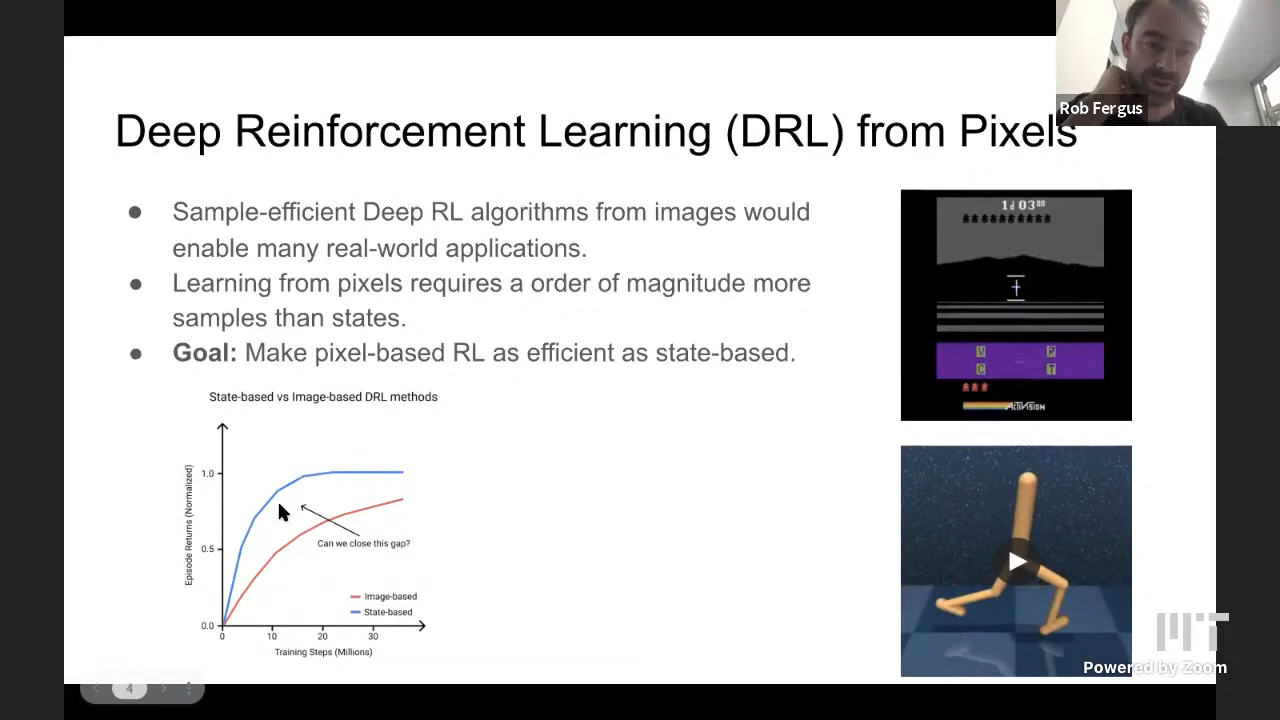 Rob Fergus
Deep Reinforcement Learning (DRL) from Pixels
● Sample-efficient Deep RL algorithms from images would
enable many real-world applications.
● Learning from pixels requires a order of magnitude more
samples than states.
● Goal: Make pixel-based RL as efficient as state-based.
State-based vs Image-based DRL methods
Episode Returns (Normalized)
1.0
0.5
0.0
Can we close this gap?
Image-based
State-based
0 10 20 30
Training Steps (Millions)
03 00
V R
C T
ACTIVISION
MIT
Powered by Zoom
4